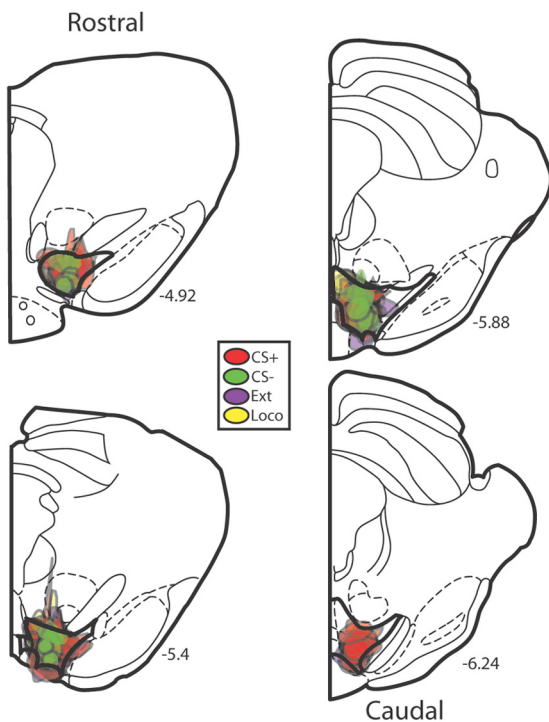 Rostral
-4.92
-5.88
CS+
CS-
Ext
Loco
-5.4
-6.24
Caudal